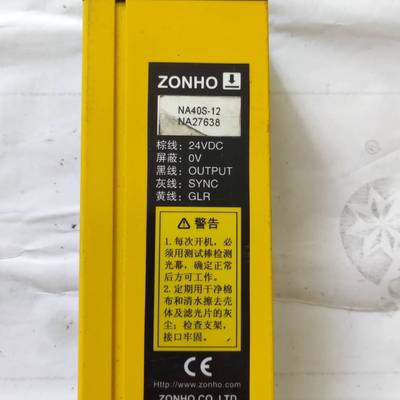 ZONHO
NA40S-12
NA27638
棕线: 24VDC
屏蔽: 0V
黑线: OUTPUT
灰线: SYNC
黄线: GLR
警告
1. 每次开机，必
须用测试棒检测
光幕，确定正常
后方可工作。
2. 定期用干净棉
布和清水擦去壳
体及滤光片的灰
尘；检查支架，
接口牢固。
CE
Http://www.zonho.com
ZONHO CO.,LTD